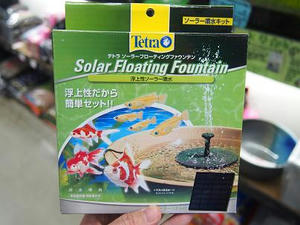 ソーラー噴水キット
Tetra
テトラ ソーラーフローティングファウンテン
Solar Floating Fountain
浮上性ソーラー噴水
浮上性だから
簡単セット!!